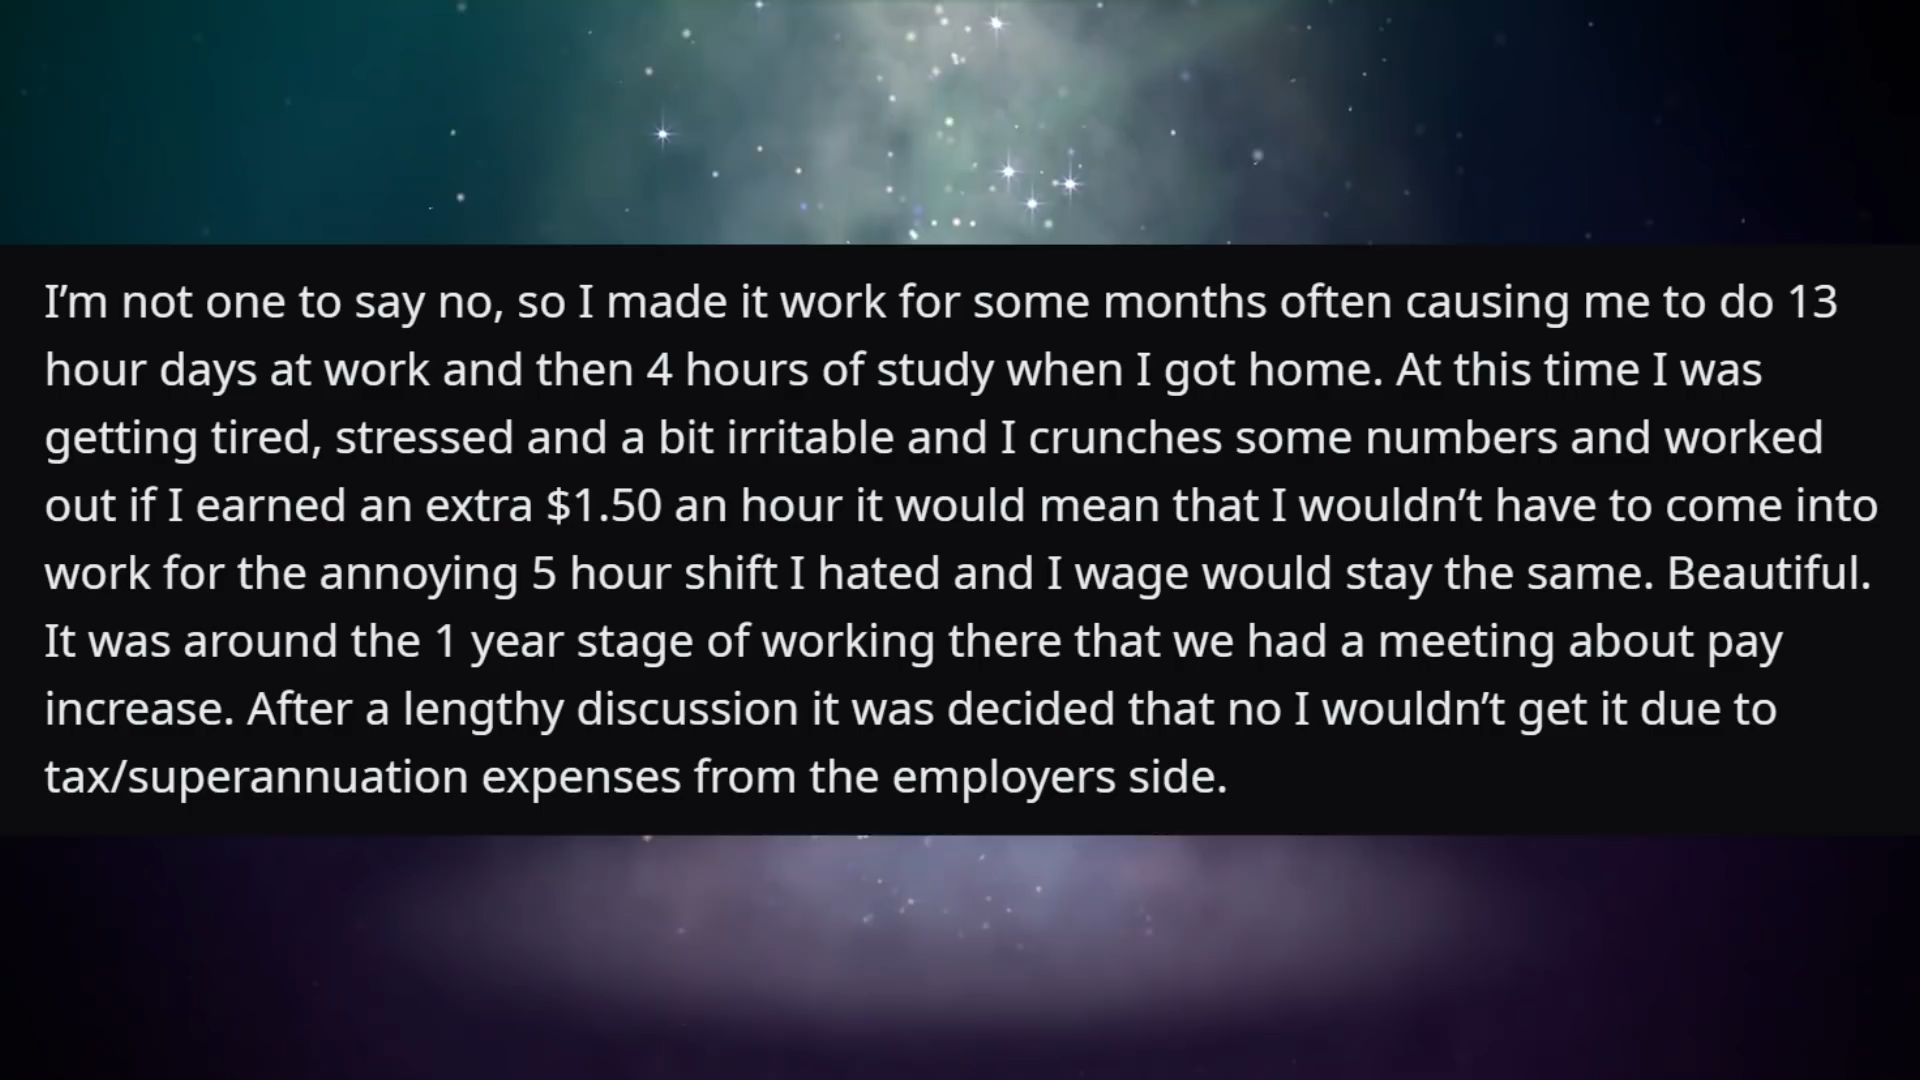 I’m not one to say no, so I made it work for some months often causing me to do 13
hour days at work and then 4 hours of study when I got home. At this time I was
getting tired, stressed and a bit irritable and I crunches some numbers and worked
out if I earned an extra $1.50 an hour it would mean that I wouldn’t have to come into
work for the annoying 5 hour shift I hated and I wage would stay the same. Beautiful.
It was around the 1 year stage of working there that we had a meeting about pay
increase. After a lengthy discussion it was decided that no I wouldn’t get it due to
tax/superannuation expenses from the employers side.